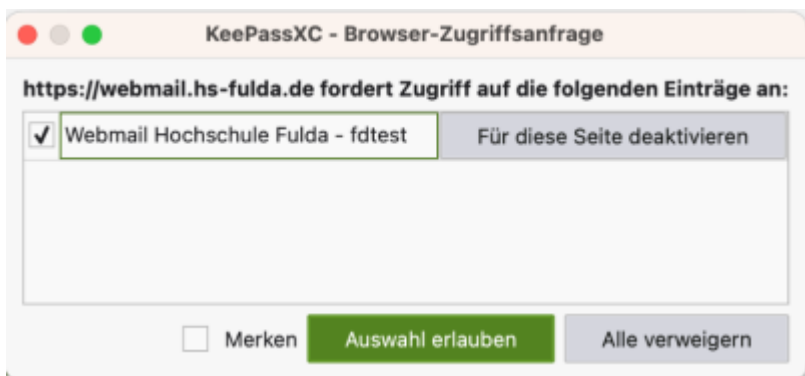 KeePassXC - Browser-Zugriffsanfrage
https://webmail.hs-fulda.de fordert Zugriff auf die folgenden Einträge an:
Webmail Hochschule Fulda - fdtest Für diese Seite deaktivieren
Merken Auswahl erlauben Alle verweigern